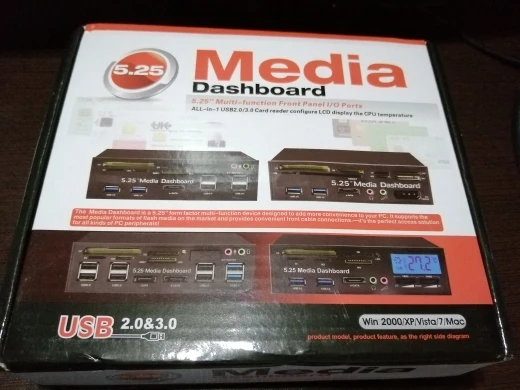 5.25
Media
Dashboard
5.25" Multi-function Front Panel I/O Ports
ALL-in-1 USB2.0/3.0 Card reader configure LCD display the CPU temperature
5.25" Media Dashboard
5.25" Media Dashboard
The Media Dashboard is a 5.25" term factor multi-function device designed to add more convenience to your PC. It supports the
most popular formats of flash media on the market and provides convenient front cable connections,—it's the perfect access solution
for all kinds of PC peripherals!
5.25 Media Dashboard
5.25 Media Dashboard
27.2
USB 2.0&3.0
Win 2000/XP/Vista/7/Mac
product model, product feature, as the right side diagram
Media